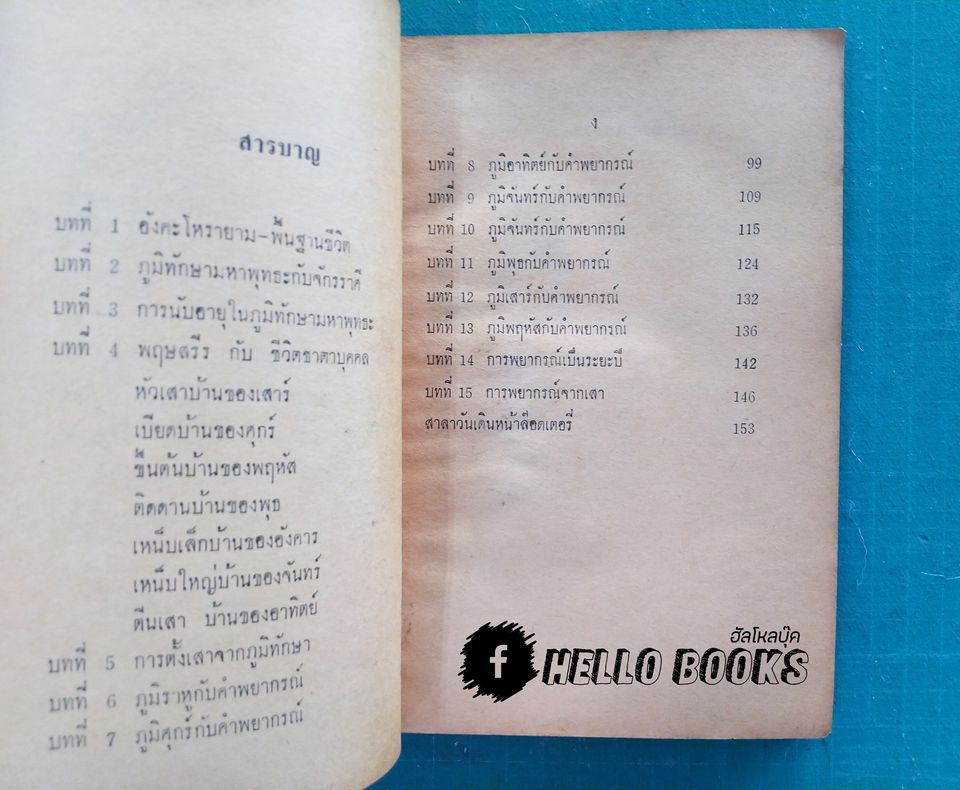 สารบาญ
บทที่ 1 อังคะโหรายาม-พื้นฐานชีวิต
บทที่ 2 ภูมิทักษามหาพุทธะกับจักรราศี
บทที่ 3 การนับอายุในภูมิทักษามหาพุทธะ
บทที่ 4 พฤษสรีร กับ ชีวิตชาตาบุคคล
หัวเสาบ้านของเสาร์
เบียดบ้านของศุกร์
ขื่นต้นบ้านของพฤหัส
ติดดานบ้านของพุธ
เหน็บเล็กบ้านของอังคาร
เหน็บใหญ่บ้านของจันทร์
ตีนเสา บ้านของอาทิตย์
บทที่ 5 การตั้งเสาจากภูมิทักษา
บทที่ 6 ภูมิราหูกับคำพยากรณ์
บทที่ 7 ภูมิศุกร์กับคำพยากรณ์
ง
บทที่ 8 ภูมิอาทิตย์กับคำพยากรณ์ 99
บทที่ 9 ภูมิจันทร์กับคำพยากรณ์ 109
บทที่ 10 ภูมิจันทร์กับคำพยากรณ์ 115
บทที่ 11 ภูมิพุธกับคำพยากรณ์ 124
บทที่ 12 ภูมิเสาร์กับคำพยากรณ์ 132
บทที่ 13 ภูมิพฤหัสกับคำพยากรณ์ 136
บทที่ 14 การพยากรณ์เป็นระยะปี 142
บทที่ 15 การพยากรณ์จากเสา 146
สาลาวันเดินหน้าล๊อตเตอรี่ 153
ฮัลโหลบุ๊ค
f HELLO BOOKS